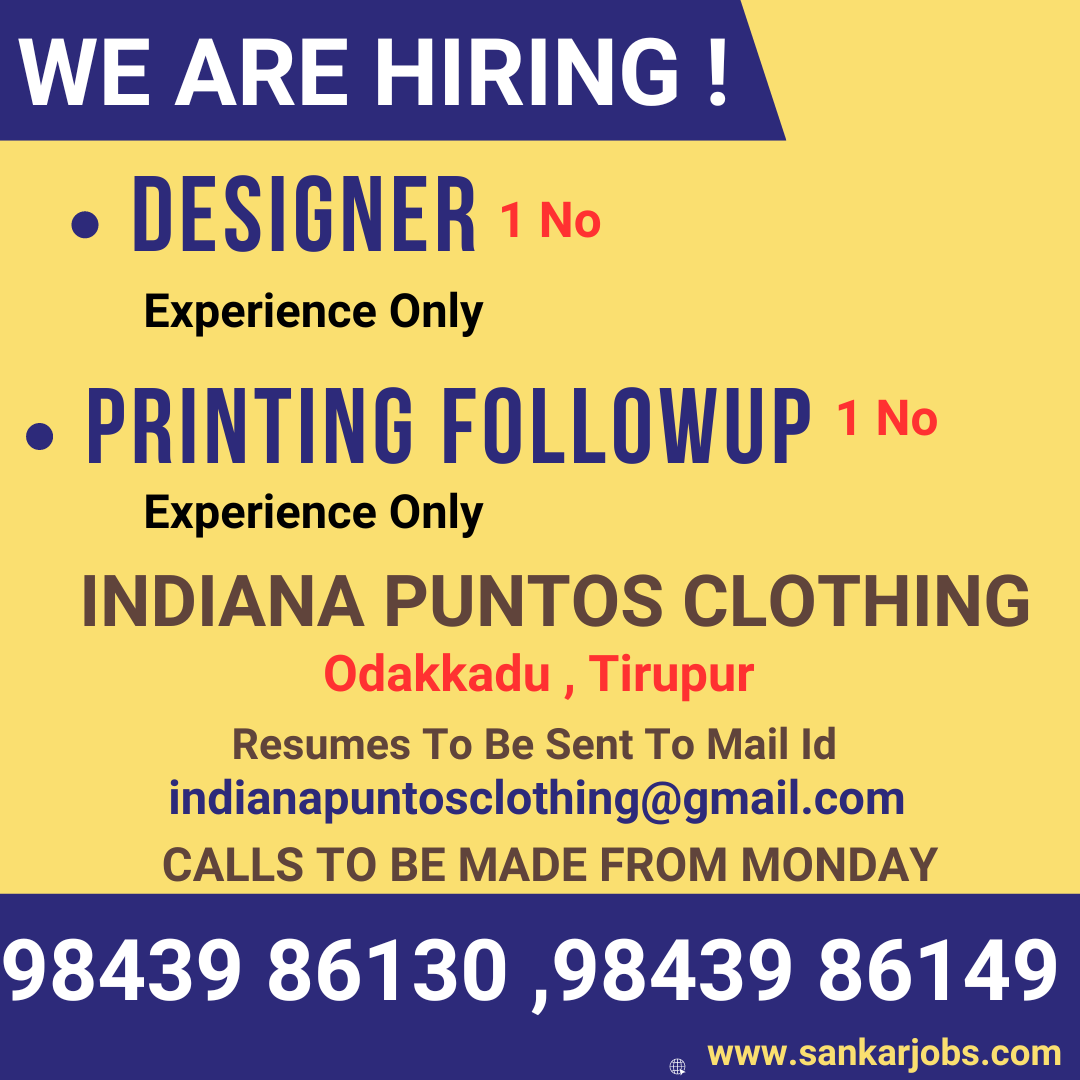 WE ARE HIRING !
• DESIGNER 1 No
Experience Only
• PRINTING FOLLOWUP 1 No
Experience Only
INDIANA PUNTOS CLOTHING
Odakkadu , Tirupur
Resumes To Be Sent To Mail Id
indianapuntosclothing@gmail.com
CALLS TO BE MADE FROM MONDAY
98439 86130 ,98439 86149
www.sankarjobs.com